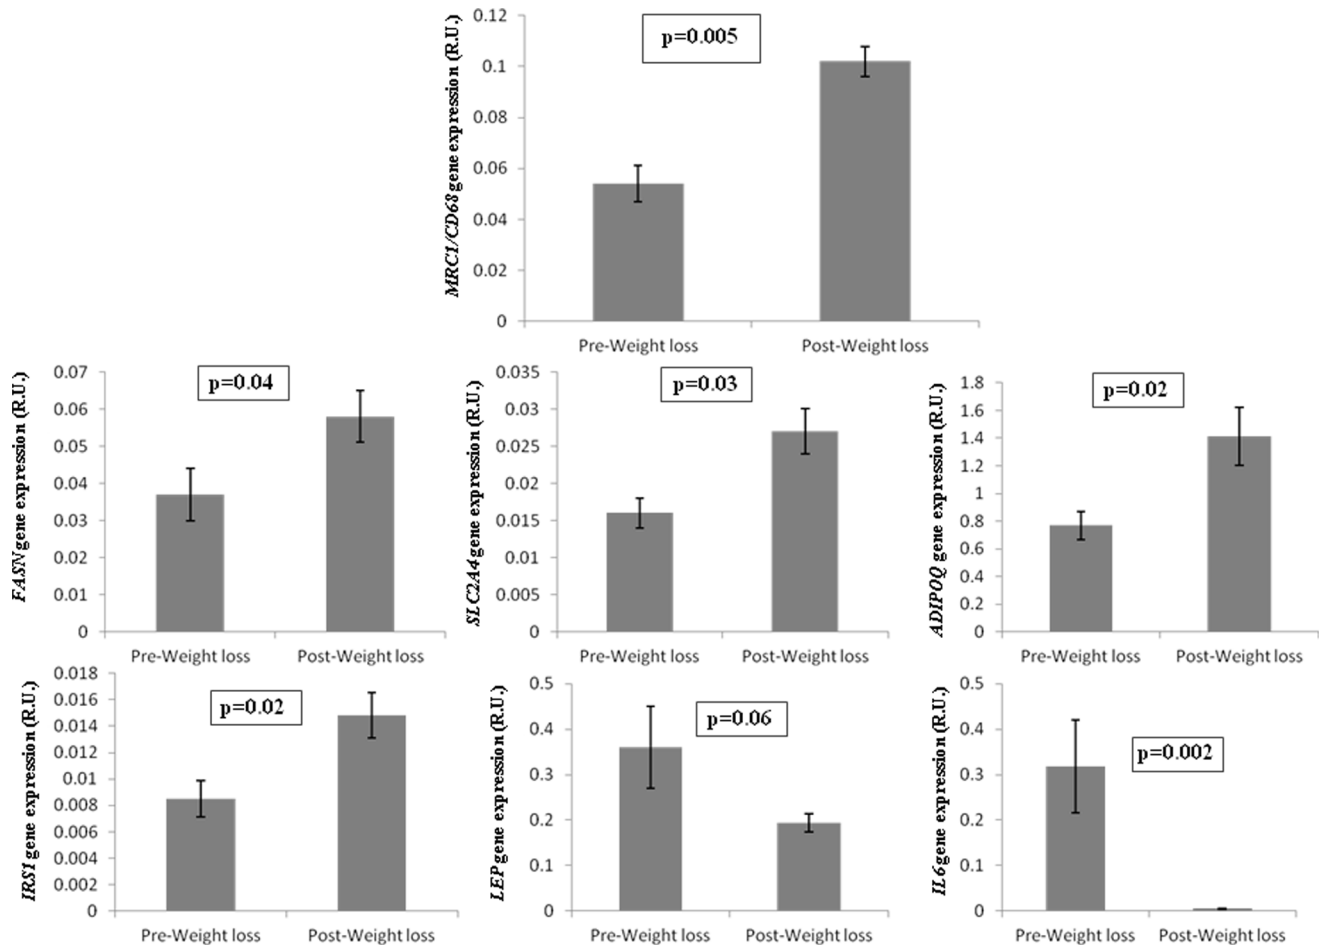 MRC1/CD68 gene expression (R.U.)
0.12
0.1
0.08
0.06
0.04
0.02
0
p=0.005
Pre-Weight loss
Post-Weight loss
FASN gene expression (R.U.)
0.07
0.06
0.05
0.04
0.03
0.02
0.01
0
p=0.04
Pre-Weight loss
Post-Weight loss
SLC2A4 gene expression (R.U.)
0.035
0.03
0.025
0.02
0.015
0.01
0.005
0
p=0.03
Pre-Weight loss
Post-Weight loss
ADIPOQ gene expression (R.U.)
1.8
1.6
1.4
1.2
1
0.8
0.6
0.4
0.2
0
p=0.02
Pre-Weight loss
Post-Weight loss
IRS1 gene expression (R.U.)
0.018
0.016
0.014
0.012
0.01
0.008
0.006
0.004
0.002
0
p=0.02
Pre-Weight loss
Post-Weight loss
LEP gene expression (R.U.)
0.5
0.4
0.3
0.2
0.1
0
p=0.06
Pre-Weight loss
Post-Weight loss
IL6 gene expression (R.U.)
0.5
0.4
0.3
0.2
0.1
0
p=0.002
Pre-Weight loss
Post-Weight loss